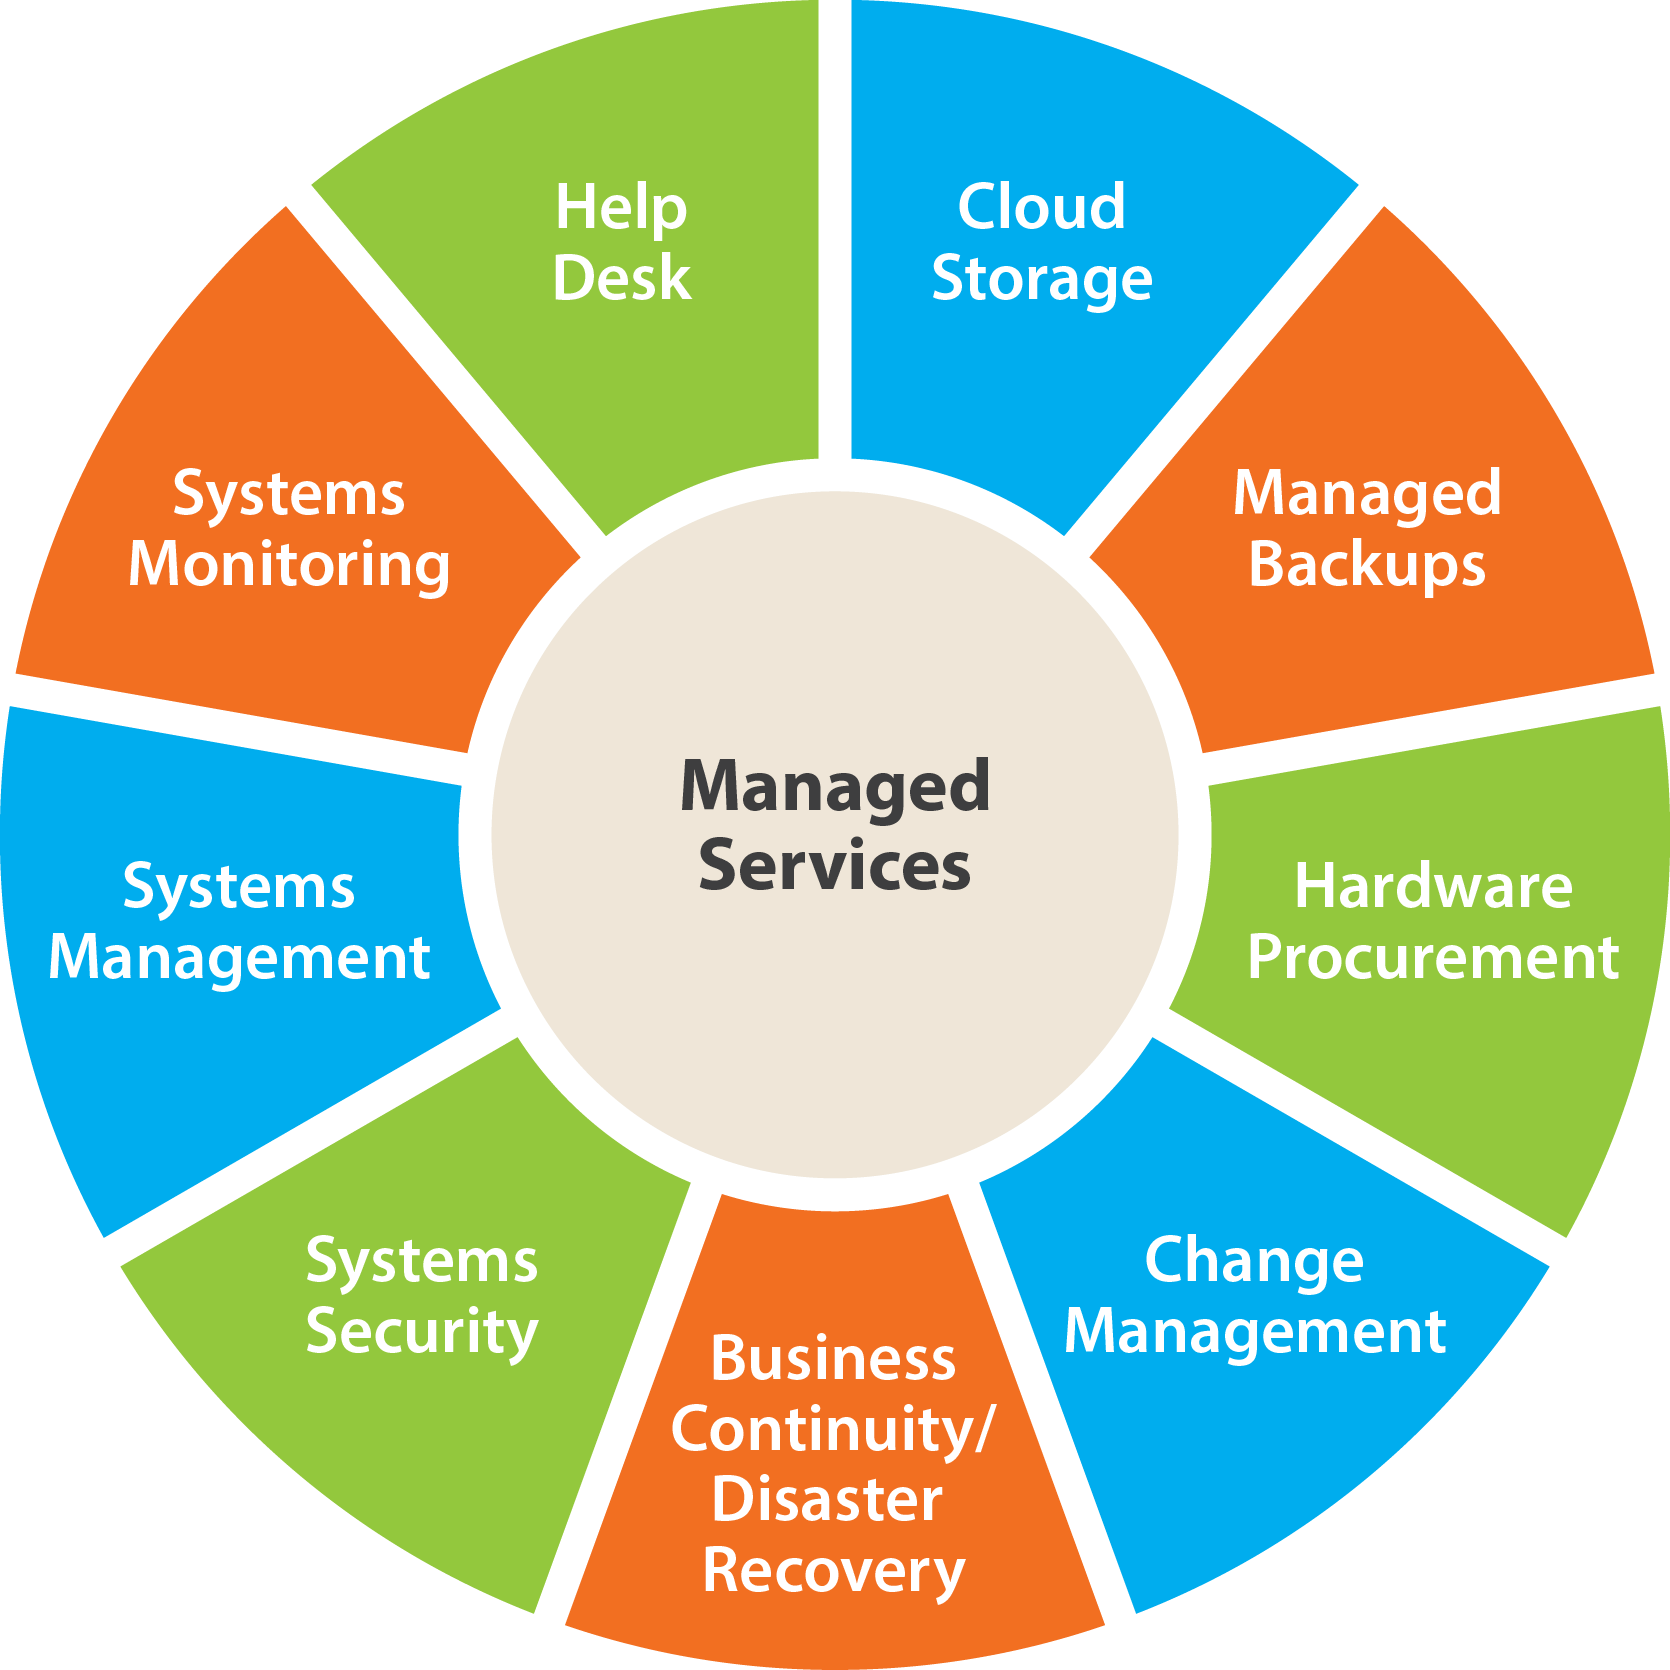 Help
Desk
Cloud
Storage
Systems
Monitoring
Managed
Backups
Managed
Services
Systems
Management
Hardware
Procurement
Systems
Security
Change
Management
Business
Continuity/
Disaster
Recovery